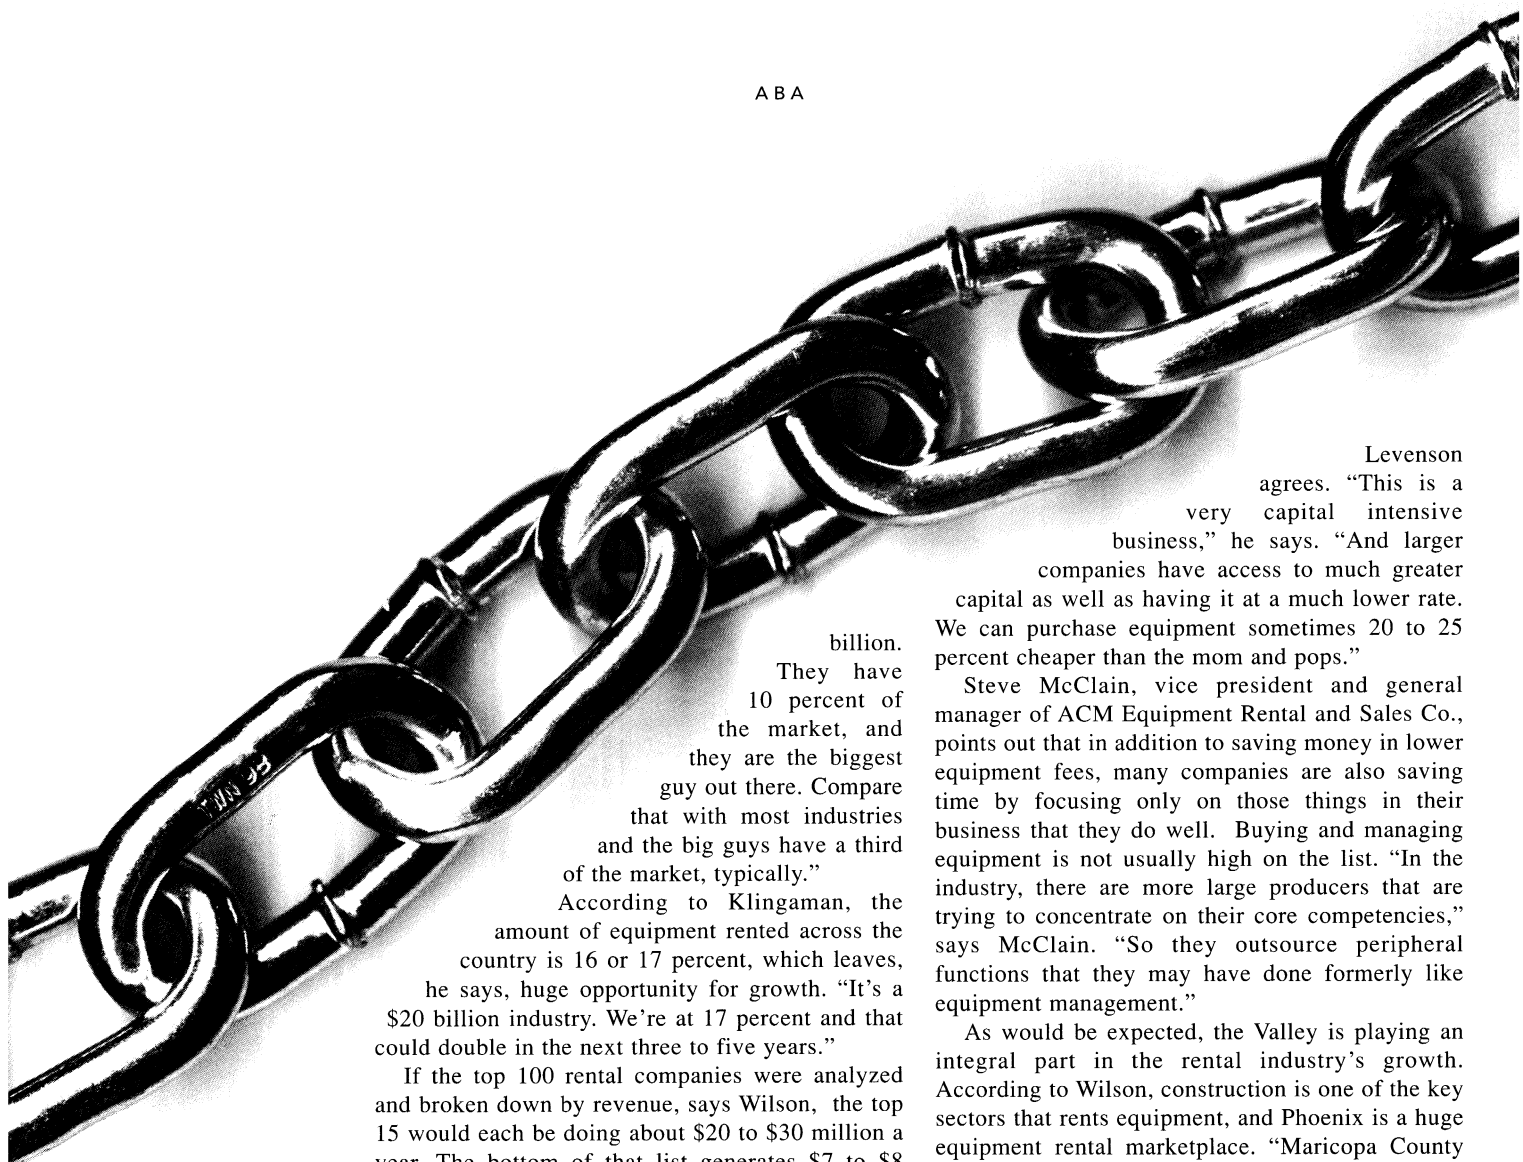 ABA
billion.
They have
10 percent of
the market, and
they are the biggest
guy out there. Compare
that with most industries
and the big guys have a third
of the market, typically.”
According to Klingaman, the
amount of equipment rented across the
country is 16 or 17 percent, which leaves,
he says, huge opportunity for growth. “It’s a
$20 billion industry. We’re at 17 percent and that
could double in the next three to five years.”
If the top 100 rental companies were analyzed
and broken down by revenue, says Wilson, the top
15 would each be doing about $20 to $30 million a
year. The bottom of that list generates $7 to $8
Levenson
agrees. “This is a
very capital intensive
business,” he says. “And larger
companies have access to much greater
capital as well as having it at a much lower rate.
We can purchase equipment sometimes 20 to 25
percent cheaper than the mom and pops.”
Steve McClain, vice president and general
manager of ACM Equipment Rental and Sales Co.,
points out that in addition to saving money in lower
equipment fees, many companies are also saving
time by focusing only on those things in their
business that they do well. Buying and managing
equipment is not usually high on the list. “In the
industry, there are more large producers that are
trying to concentrate on their core competencies,”
says McClain. “So they outsource peripheral
functions that they may have done formerly like
equipment management.”
As would be expected, the Valley is playing an
integral part in the rental industry’s growth.
According to Wilson, construction is one of the key
sectors that rents equipment, and Phoenix is a huge
equipment rental marketplace. “Maricopa County